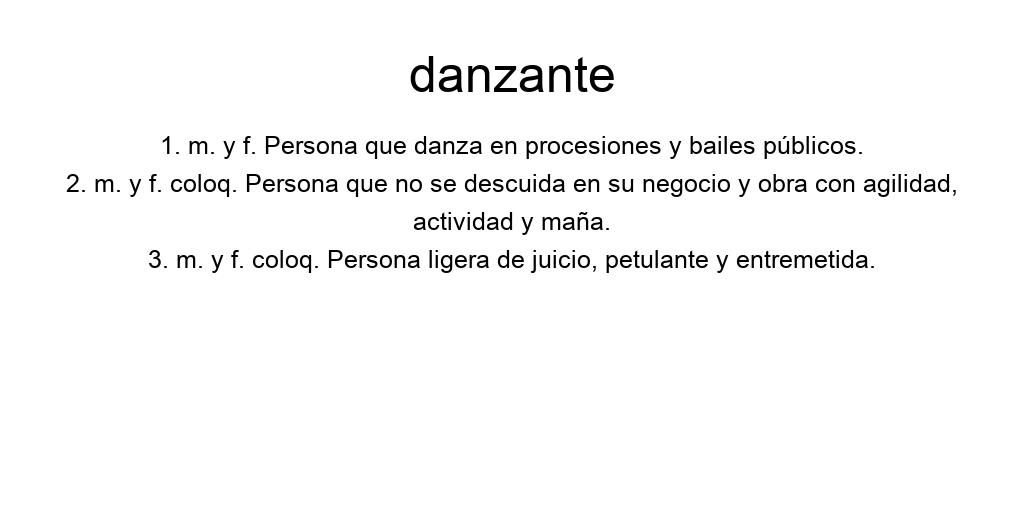 danzante
1. m. y f. Persona que danza en procesiones y bailes públicos.
2. m. y f. coloq. Persona que no se descuida en su negocio y obra con agilidad,
actividad y maña.
3. m. y f. coloq. Persona ligera de juicio, petulante y entremetida.